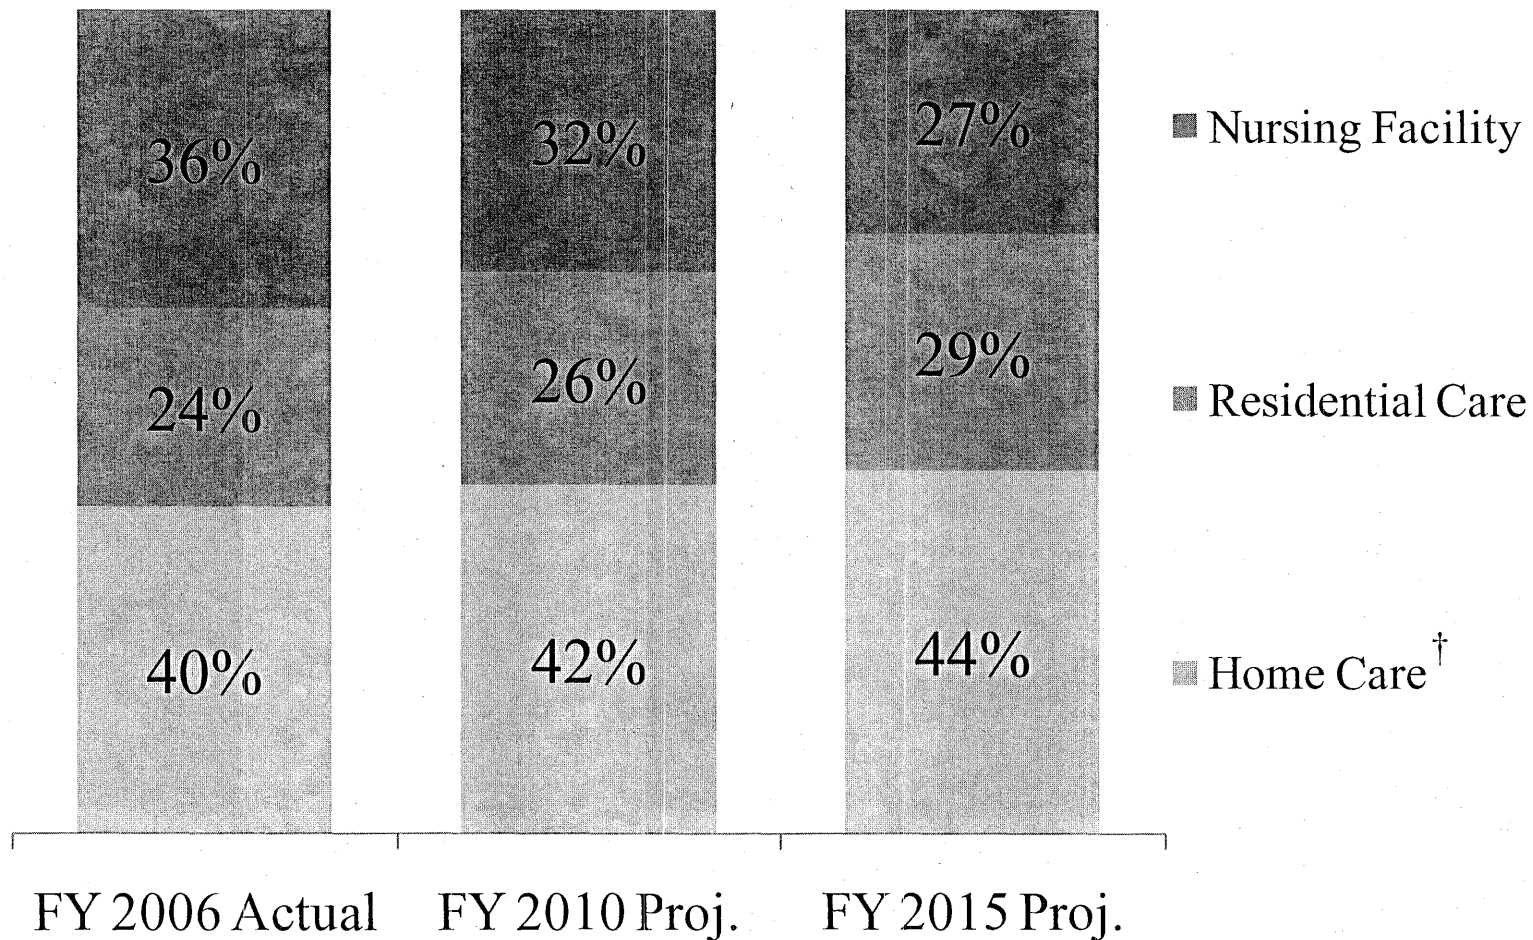 36%
24%
40%
32%
26%
42%
27%
29%
44%
Nursing Facility
Residential Care
Home Care†
FY 2006 Actual
FY 2010 Proj.
FY 2015 Proj.